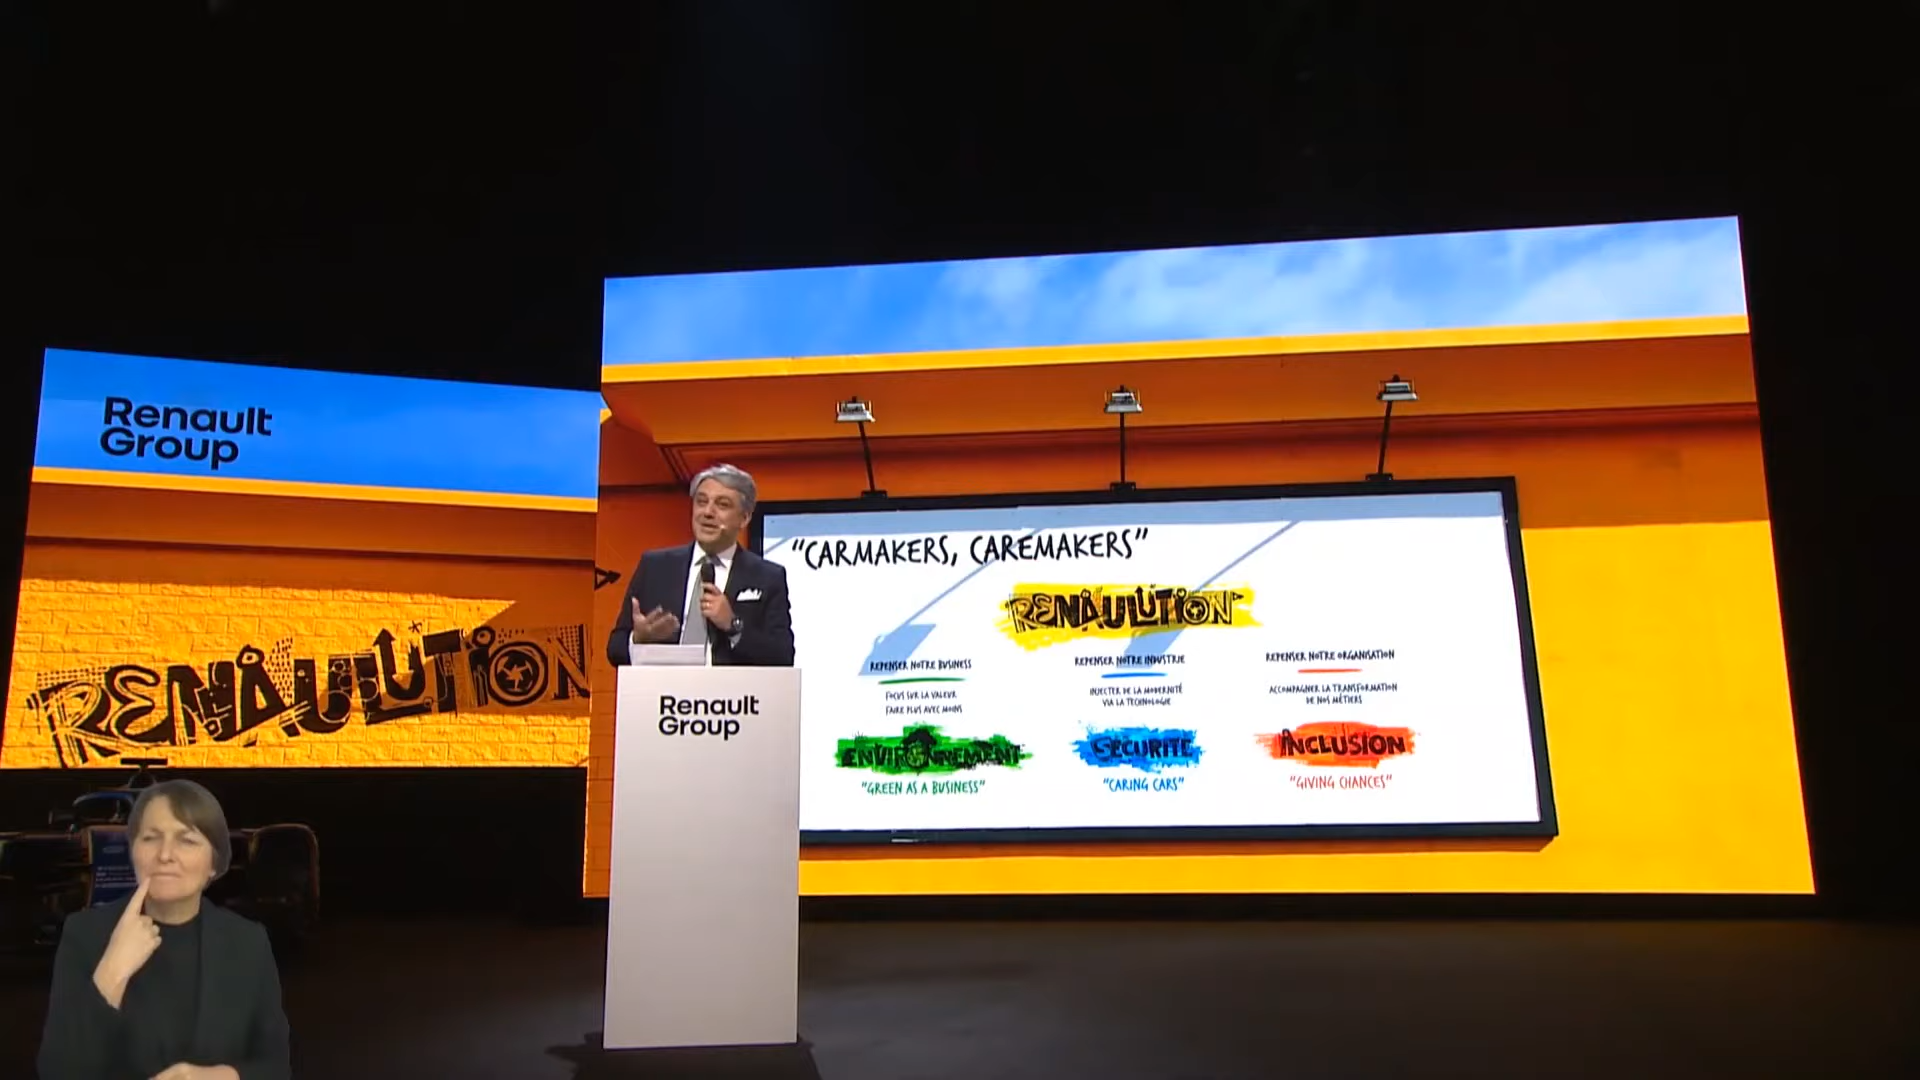 Renault
Group
RENAULUTION
Renault
Group
"CARMAKERS, CAREMAKERS"
RENAULUTION
REPENSER NOTRE BUSINESS
FOCUS SUR LA VALEUR
FAIRE PLUS AVEC MOINS
ENVIRONNEMENT
"GREEN AS A BUSINESS"
REPENSER NOTRE INDUSTRIE
INJECTER DE LA MODERNITÉ
VIA LA TECHNOLOGIE
SÉCURITÉ
"CARING CARS"
REPENSER NOTRE ORGANISATION
ACCOMPAGNER LA TRANSFORMATION
DE NOS MÉTIERS
INCLUSION
"GIVING CHANCES"